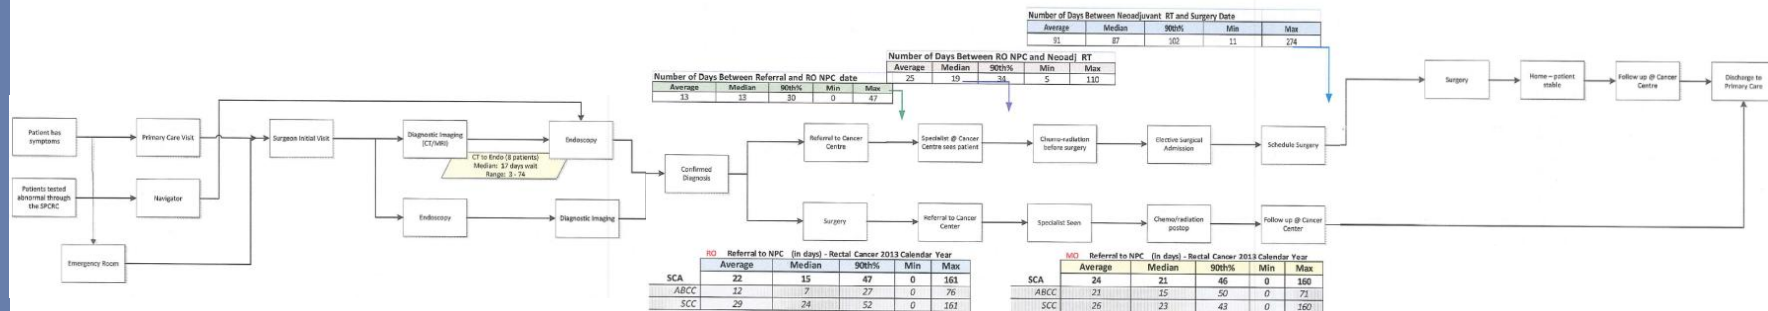 Number of Days Between Neoadjuvant RT and Surgery Date
Average Median 90th% Min Max
91 87 102 11 274
Number of Days Between RO NPC and Neoadj RT
Average Median 90th% Min Max
25 19 34 5 110
Number of Days Between Referral and RO NPC date
Average Median 90th% Min Max
13 13 30 0 47
Patient has
symptoms
Primary Care Visit
Surgeon Initial Visit
Diagnostic Imaging
(CT/MRI)
Endoscopy
CT to Endo (8 patients)
Median: 17 days wait
Range: 3 - 74
Patients tested
abnormal through
the SPCRC
Navigator
Emergency Room
Endoscopy
Diagnostic Imaging
Confirmed
Diagnosis
Referral to Cancer
Centre
Specialist @ Cancer
Centre sees patient
Chemo-radiation
before surgery
Elective Surgical
Admission
Schedule Surgery
Surgery
Home – patient
stable
Follow up @ Cancer
Centre
Discharge to
Primary Care
Surgery
Referral to Cancer
Center
Specialist Seen
Chemo/radiation
postop
Follow up @ Cancer
Center
RO Referral to NPC (in days) - Rectal Cancer 2013 Calendar Year
Average Median 90th% Min Max
SCA 22 15 47 0 161
ABCC 12 7 27 0 76
SCC 29 24 52 0 161
MO Referral to NPC (in days) - Rectal Cancer 2013 Calendar Year
Average Median 90th% Min Max
SCA 24 21 46 0 160
ABCC 21 15 50 0 71
SCC 26 23 43 0 160